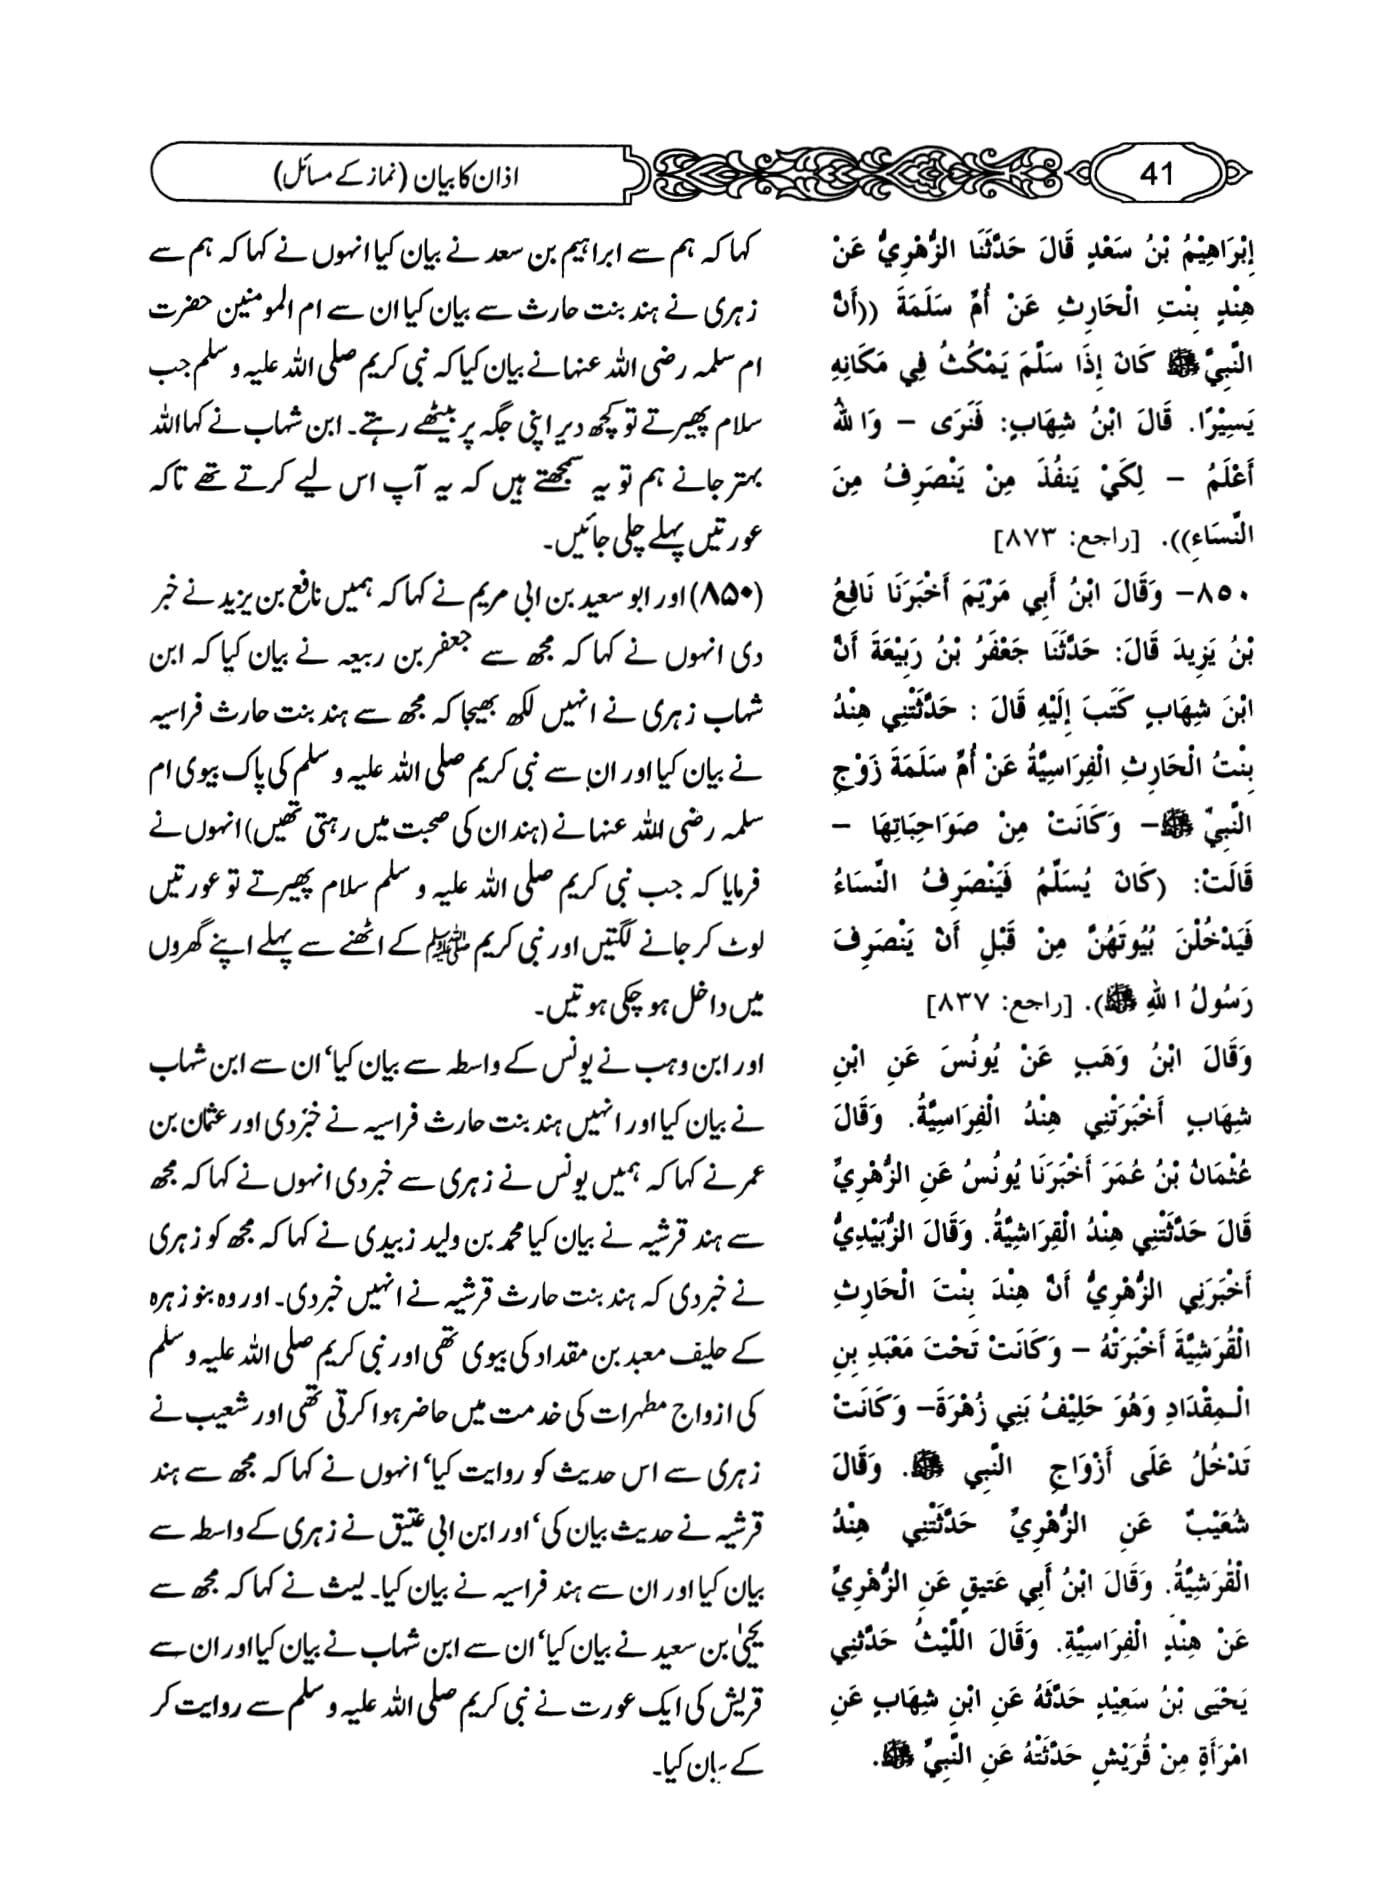 41
اذان کا بیان (نماز کے مسائل)
إِبْرَاهِيْمُ بْنُ سَعْدٍ قَالَ حَدَّثَنَا الزُّهْرِيُّ عَنْ
هِنْدٍ بِنْتِ الْحَارِثِ عَنْ أُمِّ سَلَمَةَ ((أَنَّ
النَّبِيَّ ﷺ كَانَ إِذَا سَلَّمَ يَمْكُثُ فِي مَكَانِهِ
يَسِيْرًا. قَالَ ابْنُ شِهَابٍ: فَنَرَى – وَاللهُ
أَعْلَمُ – لِكَيْ يَنفُذَ مِنْ يَنْصَرِفُ مِنَ
النَّسَاءِ)). [راجع: ٨٧٣]
٨٥٠– وَقَالَ ابْنُ أَبِي مَرْيَمَ أَخْبَرَنَا نَافِعُ
بْنُ يَزِيدَ قَالَ: حَدَّثَنَا جَعْفَرُ بْنُ رَبِيْعَةَ أَنَّ
ابْنَ شِهَابٍ كَتَبَ إِلَيْهِ قَالَ : حَدَّثَتْنِي هِنْدُ
بِنْتُ الْحَارِثِ الْفِرَاسِيَّةُ عَنْ أُمِّ سَلَمَةَ زَوْجِ
النَّبِيِّ ﷺ– وَكَانَتْ مِنْ صَوَاحِبَاتِهَا –
قَالَتْ: (كَانَ يُسَلِّمُ فَيَنْصَرِفُ النَّسَاءُ
فَيَدْخُلْنَ بُيُوتَهُنَّ مِنْ قَبْلِ أَنْ يَنْصَرِفَ
رَسُولُ اللهِ ﷺ). [راجع: ٨٣٧]
وَقَالَ ابْنُ وَهَبٍ عَنْ يُونُسَ عَنِ ابْنِ
شِهَابٍ أَخْبَرَتْنِي هِنْدُ الْفِرَاسِيَّةُ. وَقَالَ
عُثْمَانُ بْنُ عُمَرَ أَخْبَرَنَا يُونُسُ عَنِ الزُّهْرِيِّ
قَالَ حَدَّثَتْنِي هِنْدُ الْقِرَاشِيَّةُ. وَقَالَ الزُّبَيْدِيُّ
أَخْبَرَنِي الزُّهْرِيُّ أَنَّ هِنْدَ بِنْتَ الْحَارِثِ
الْقُرَشِيَّةَ أَخْبَرَتْهُ – وَكَانَتْ تَحْتَ مَعْبَدِ بنِ
الْـمِقْدَادِ وَهُوَ حَلِيْفُ بَنِي زُهْرَةَ– وَكَانَتْ
تَدْخُلُ عَلَى أَزْوَاجِ النَّبِي ﷺ. وَقَالَ
شُعَيْبٌ عَنِ الزُّهْرِيِّ حَدَّثَتْنِي هِنْدُ
الْقُرَشِيَّةُ. وَقَالَ ابْنُ أَبِي عَتِيقٍ عَنِ الزُّهْرِيِّ
عَنْ هِنْدٍ الْفِرَاسِيَّةِ. وَقَالَ اللَّيْثُ حَدَّثَنِي
يَحْيَى بْنُ سَعِيْدٍ حَدَّثَهُ عَنِ ابْنِ شِهَابٍ عَنِ
امْرَأَةٍ مِنْ قُرَيْشٍ حَدَّثَتْهُ عَنِ النَّبِيِّ ﷺ.
کہا کہ ہم سے ابراہیم بن سعد نے بیان کیا انہوں نے کہا کہ ہم سے
زہری نے ہند بنت حارث سے بیان کیا ان سے ام المومنین حضرت
ام سلمہ رضی اللہ عنہا نے بیان کیا کہ نبی کریم صلی اللہ علیہ و سلم جب
سلام پھیرتے تو کچھ دیر اپنی جگہ پر بیٹھے رہتے۔ ابن شہاب نے کہا اللہ
بہتر جانے ہم تو یہ سمجھتے ہیں کہ یہ آپ اس لیے کرتے تھے تاکہ
عورتیں پہلے چلی جائیں۔
(۸۵۰) اور ابو سعید بن ابی مریم نے کہا کہ ہمیں نافع بن یزید نے خبر
دی انہوں نے کہا کہ مجھ سے جعفر بن ربیعہ نے بیان کیا کہ ابن
شہاب زہری نے انہیں لکھ بھیجا کہ مجھ سے ہند بنت حارث فراسیہ
نے بیان کیا اور ان سے نبی کریم صلی اللہ علیہ و سلم کی پاک بیوی ام
سلمہ رضی اللہ عنہا نے (ہند ان کی صحبت میں رہتی تھیں) انہوں نے
فرمایا کہ جب نبی کریم صلی اللہ علیہ و سلم سلام پھیرتے تو عورتیں
لوٹ کر جانے لگتیں اور نبی کریم ﷺ کے اٹھنے سے پہلے اپنے گھروں
میں داخل ہو چکی ہوتیں۔
اور ابن وہب نے یونس کے واسطہ سے بیان کیا‘ ان سے ابن شہاب
نے بیان کیا اور انہیں ہند بنت حارث فراسیہ نے خبر دی اور عثمان بن
عمر نے کہا کہ ہمیں یونس نے زہری سے خبر دی انہوں نے کہا کہ مجھ
سے ہند قرشیہ نے بیان کیا محمد بن ولید زبیدی نے کہا کہ مجھ کو زہری
نے خبر دی کہ ہند بنت حارث قرشیہ نے انہیں خبر دی۔ اور وہ بنو زہرہ
کے حلیف معبد بن مقداد کی بیوی تھی اور نبی کریم صلی اللہ علیہ و سلم
کی ازواج مطہرات کی خدمت میں حاضر ہوا کرتی تھی اور شعیب نے
زہری سے اس حدیث کو روایت کیا‘ انہوں نے کہا کہ مجھ سے ہند
قرشیہ نے حدیث بیان کی‘ اور ابن ابی عتیق نے زہری کے واسطہ سے
بیان کیا اور ان سے ہند فراسیہ نے بیان کیا۔ لیث نے کہا کہ مجھ سے
یحییٰ بن سعید نے بیان کیا‘ ان سے ابن شہاب نے بیان کیا اور ان سے
قریش کی ایک عورت نے نبی کریم صلی اللہ علیہ و سلم سے روایت کر
کے بیان کیا۔